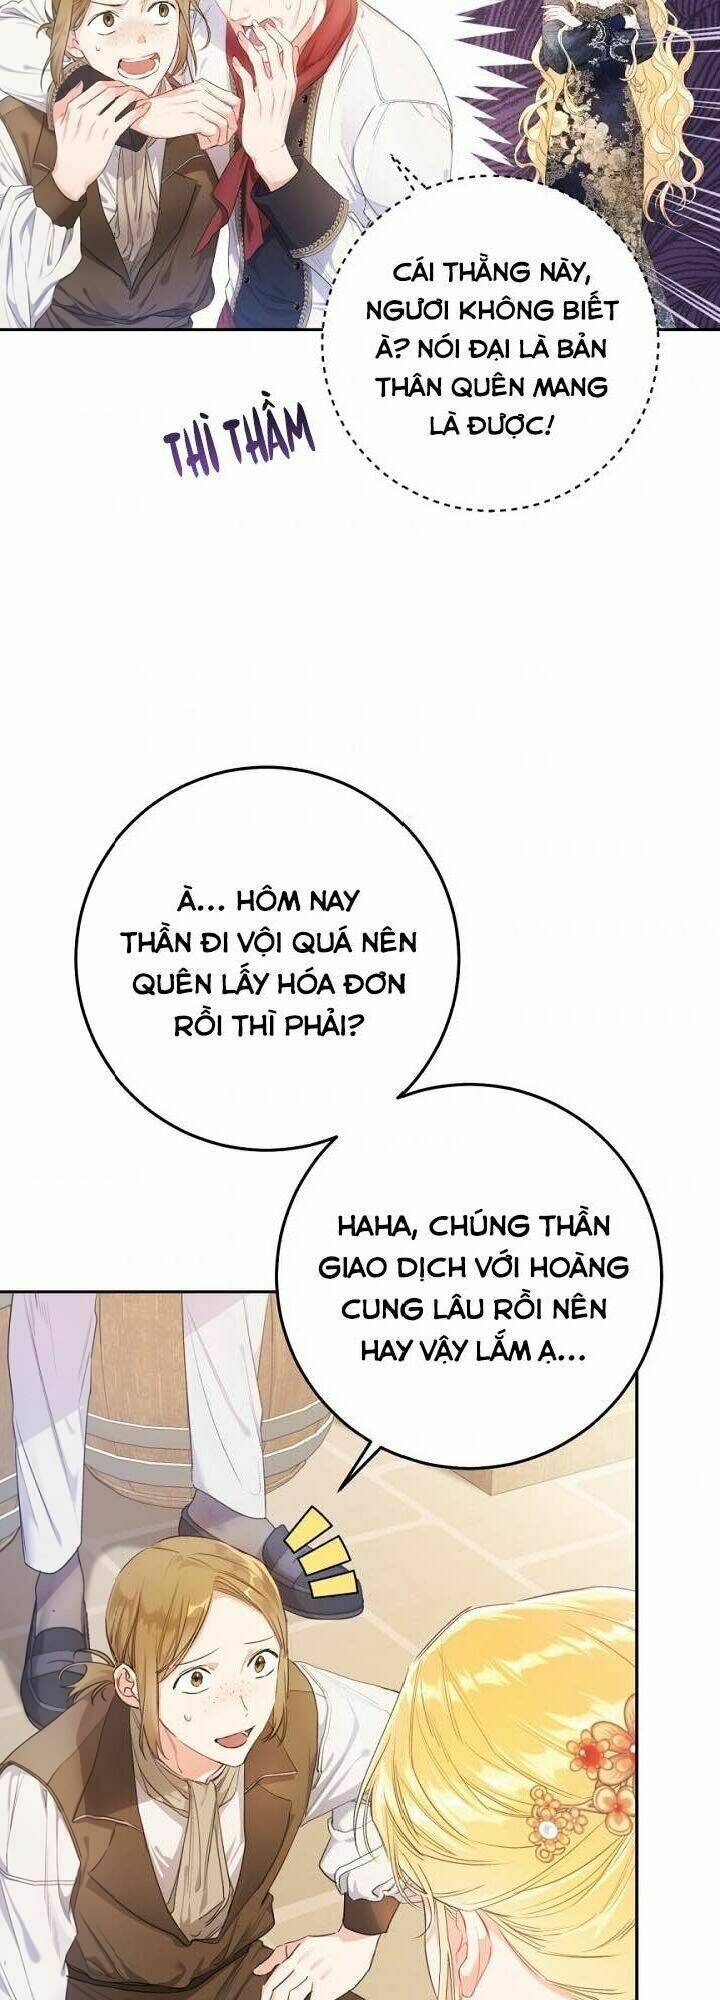 CÁI THẰNG NÀY,
NGƯƠI KHÔNG BIẾT
À? NÓI ĐẠI LÀ BẢN
THÂN QUÊN MANG
LÀ ĐƯỢC!
THÌ THẦM
À... HÔM NAY
THẦN ĐI VỘI QUÁ NÊN
QUÊN LẤY HÓA ĐƠN
RỒI THÌ PHẢI?
HAHA, CHÚNG THẦN
GIAO DỊCH VỚI HOÀNG
CUNG LÂU RỒI NÊN
HAY VẬY LẮM Ạ...